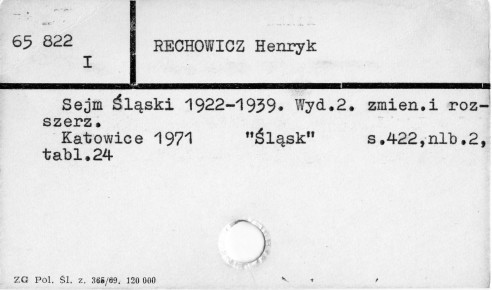 65 822
I
RECHOWICZ Henryk
Sejm Śląski 1922-1939. Wyd.2. zmien.i roz-
szerz.
Katowice 1971 "Śląsk" s.422,nlb.2,
tabl.24
ZG Pol. Śl. z. 365/69. 120 000